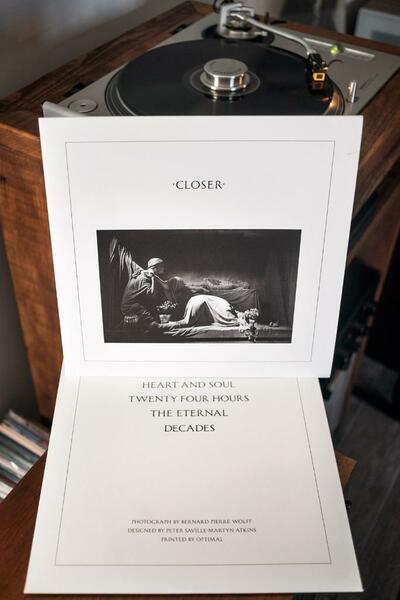 ·CLOSER·
HEART AND SOUL
TWENTY FOUR HOURS
THE ETERNAL
DECADES
PHOTOGRAPH BY BERNARD PIERRE WOLFF
DESIGNED BY PETER SAVILLE·MARTYN ATKINS
PRINTED BY OPTIMAL